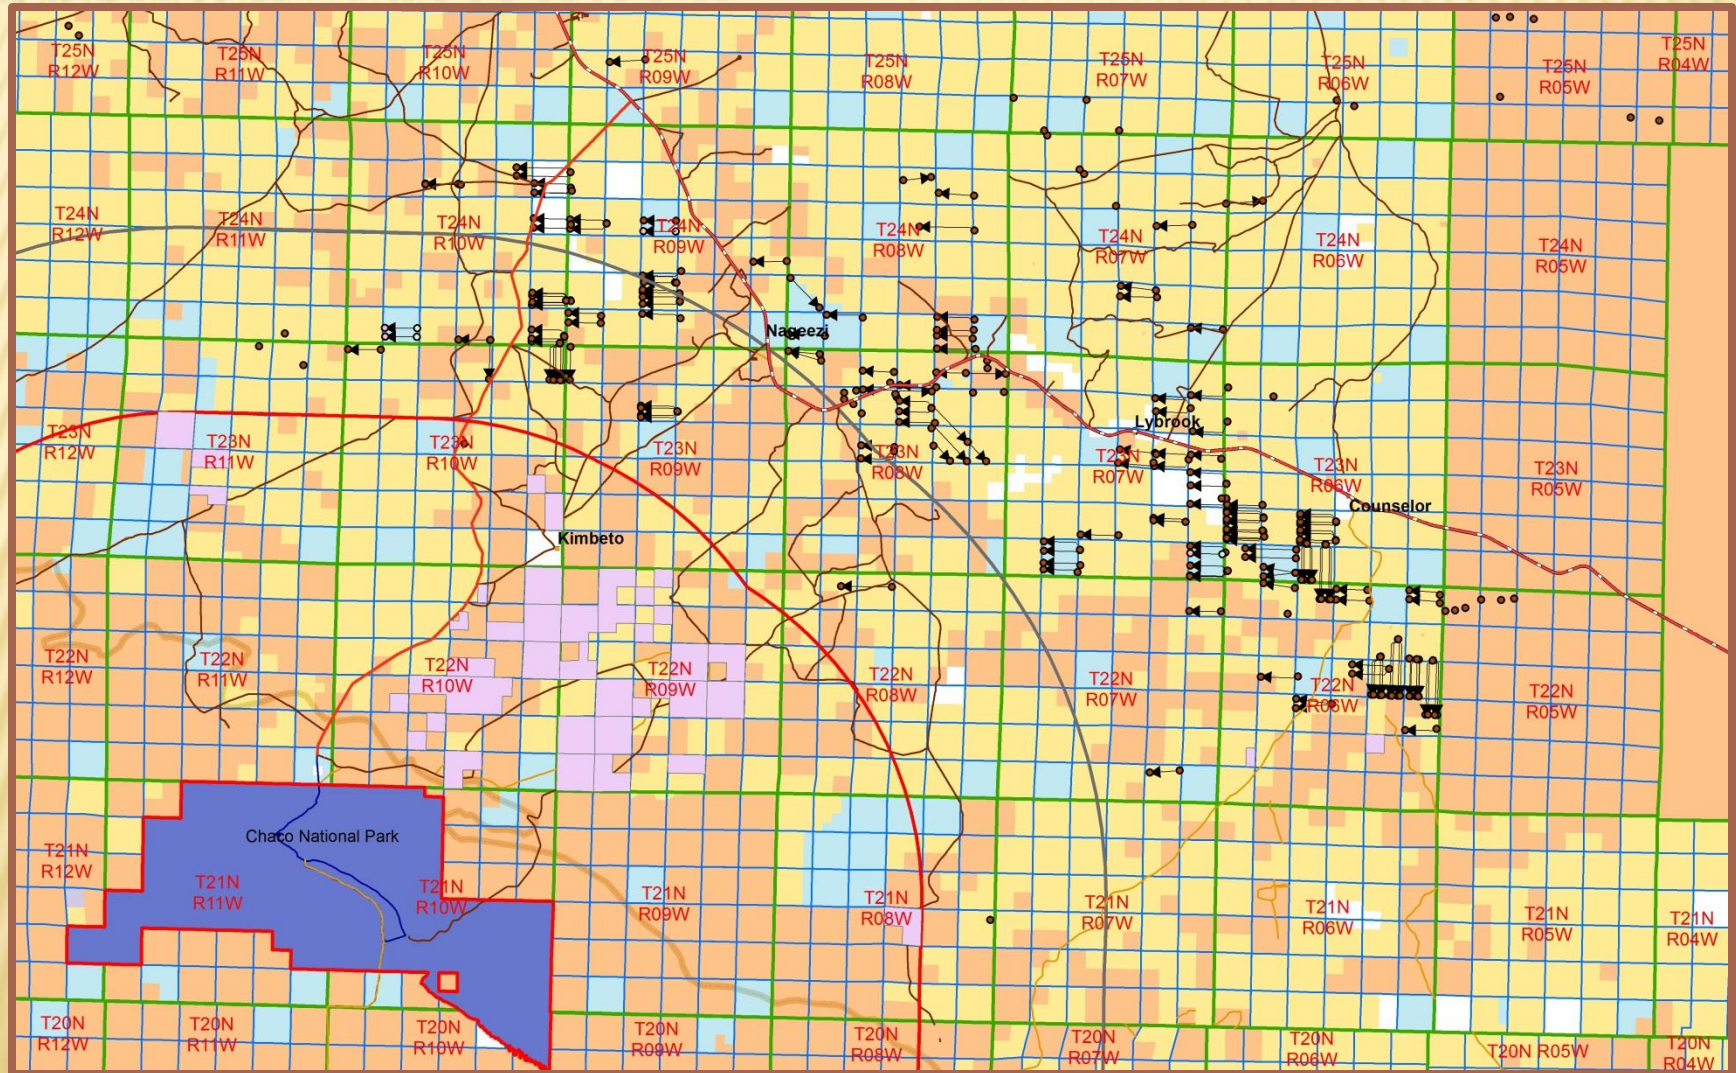 T25N
R12W
T25N
R11W
T25N
R10W
T25N
R09W
T25N
R08W
T25N
R07W
T25N
R06W
T25N
R05W
T25N
R04W
T24N
R12W
T24N
R11W
T24N
R10W
T24N
R09W
T24N
R08W
T24N
R07W
T24N
R06W
T24N
R05W
Nageezi
Lybrook
T23N
R12W
T23N
R11W
T23N
R10W
T23N
R09W
T23N
R08W
T23N
R07W
T23N
R06W
T23N
R05W
Counselor
Kimbeto
T22N
R12W
T22N
R11W
T22N
R10W
T22N
R09W
T22N
R08W
T22N
R07W
T22N
R06W
T22N
R05W
Chaco National Park
T21N
R12W
T21N
R11W
T21N
R10W
T21N
R09W
T21N
R08W
T21N
R07W
T21N
R06W
T21N
R05W
T21N
R04W
T20N
R12W
T20N
R11W
T20N
R10W
T20N
R09W
T20N
R08W
T20N
R07W
T20N
R06W
T20N R05W
T20N
R04W